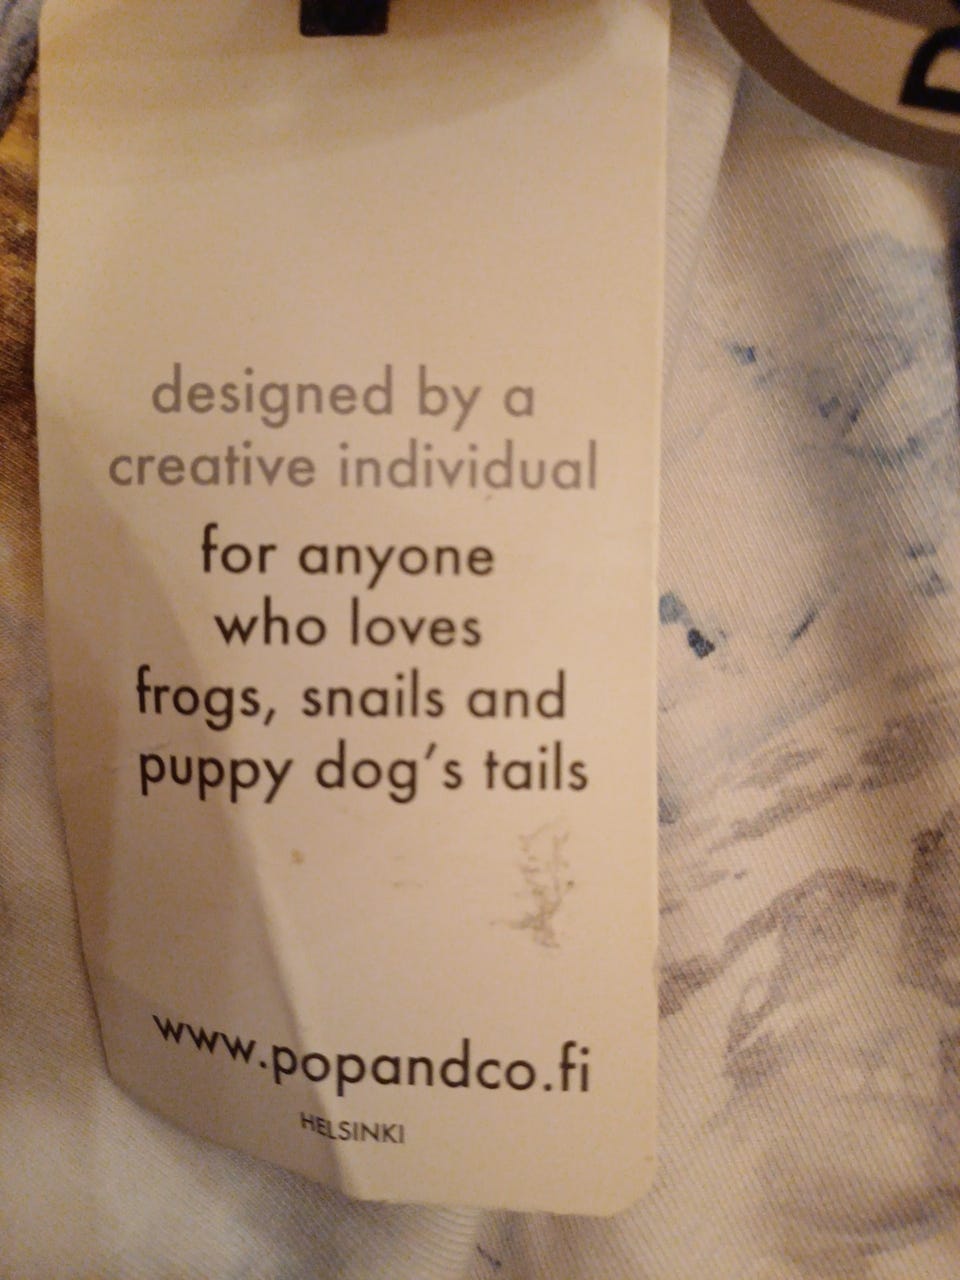 designed by a
creative individual
for anyone
who loves
frogs, snails and
puppy dog's tails
www.popandco.fi
HELSINKI